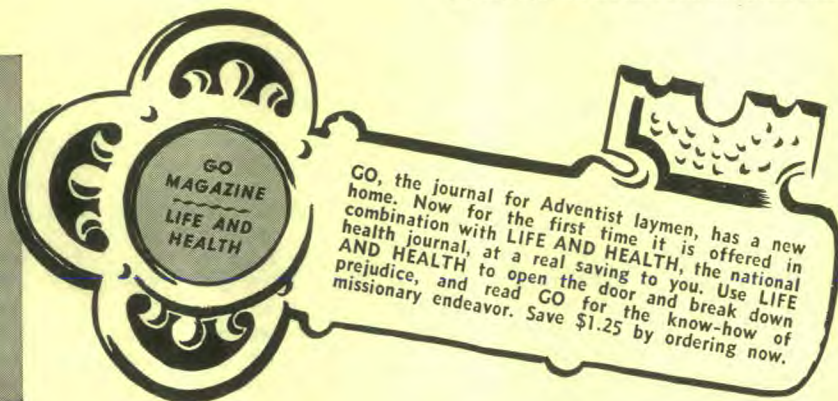 GO
MAGAZINE
LIFE AND
HEALTH
GO, the journal for Adventist laymen, has a new
home. Now for the first time it is offered in
combination with LIFE AND HEALTH, the national
health journal, at a real saving to you. Use LIFE
AND HEALTH to open the door and break down
prejudice, and read GO for the know-how of
missionary endeavor. Save $1.25 by ordering now.